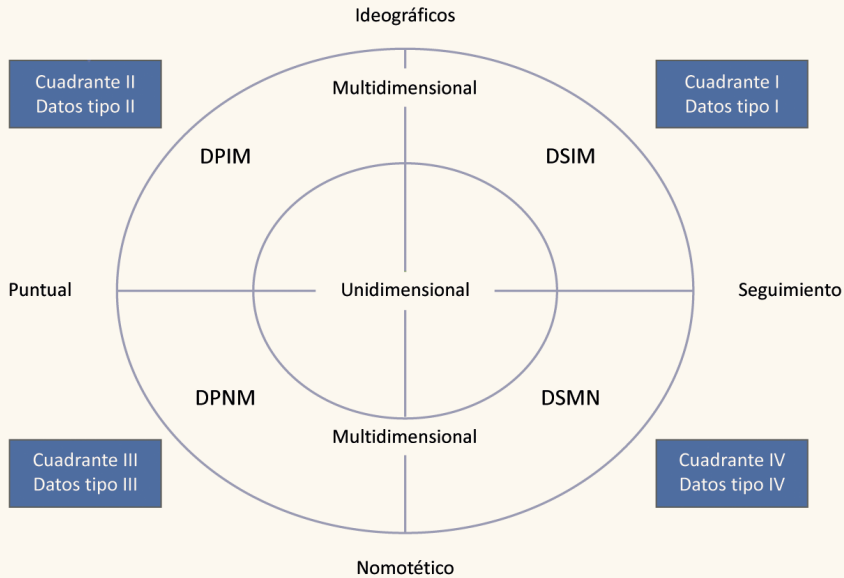 Ideográficos
Cuadrante II
Datos tipo II
Multidimensional
Cuadrante I
Datos tipo I
DPIM
DSIM
Puntual
Unidimensional
Seguimiento
DPNM
DSMN
Multidimensional
Cuadrante III
Datos tipo III
Cuadrante IV
Datos tipo IV
Nomotético